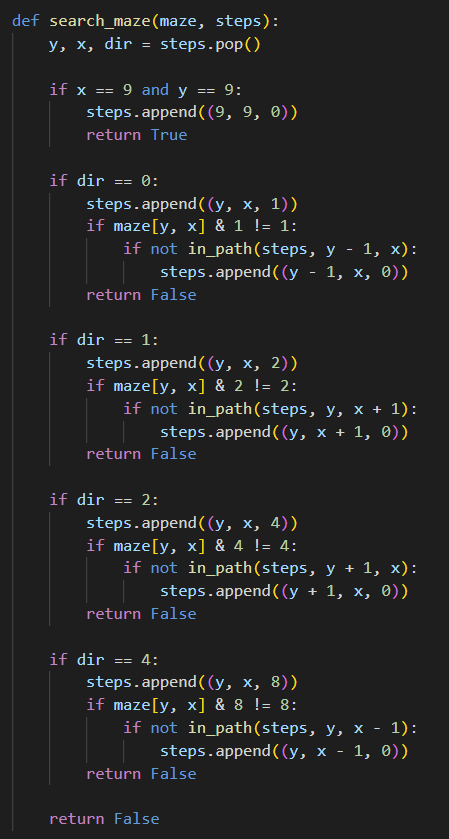 def search_maze(maze, steps):
    y, x, dir = steps.pop()

    if x == 9 and y == 9:
        steps.append((9, 9, 0))
        return True

    if dir == 0:
        steps.append((y, x, 1))
        if maze[y, x] & 1 != 1:
            if not in_path(steps, y - 1, x):
                steps.append((y - 1, x, 0))
        return False

    if dir == 1:
        steps.append((y, x, 2))
        if maze[y, x] & 2 != 2:
            if not in_path(steps, y, x + 1):
                steps.append((y, x + 1, 0))
        return False

    if dir == 2:
        steps.append((y, x, 4))
        if maze[y, x] & 4 != 4:
            if not in_path(steps, y + 1, x):
                steps.append((y + 1, x, 0))
        return False

    if dir == 4:
        steps.append((y, x, 8))
        if maze[y, x] & 8 != 8:
            if not in_path(steps, y, x - 1):
                steps.append((y, x - 1, 0))
        return False

    return False